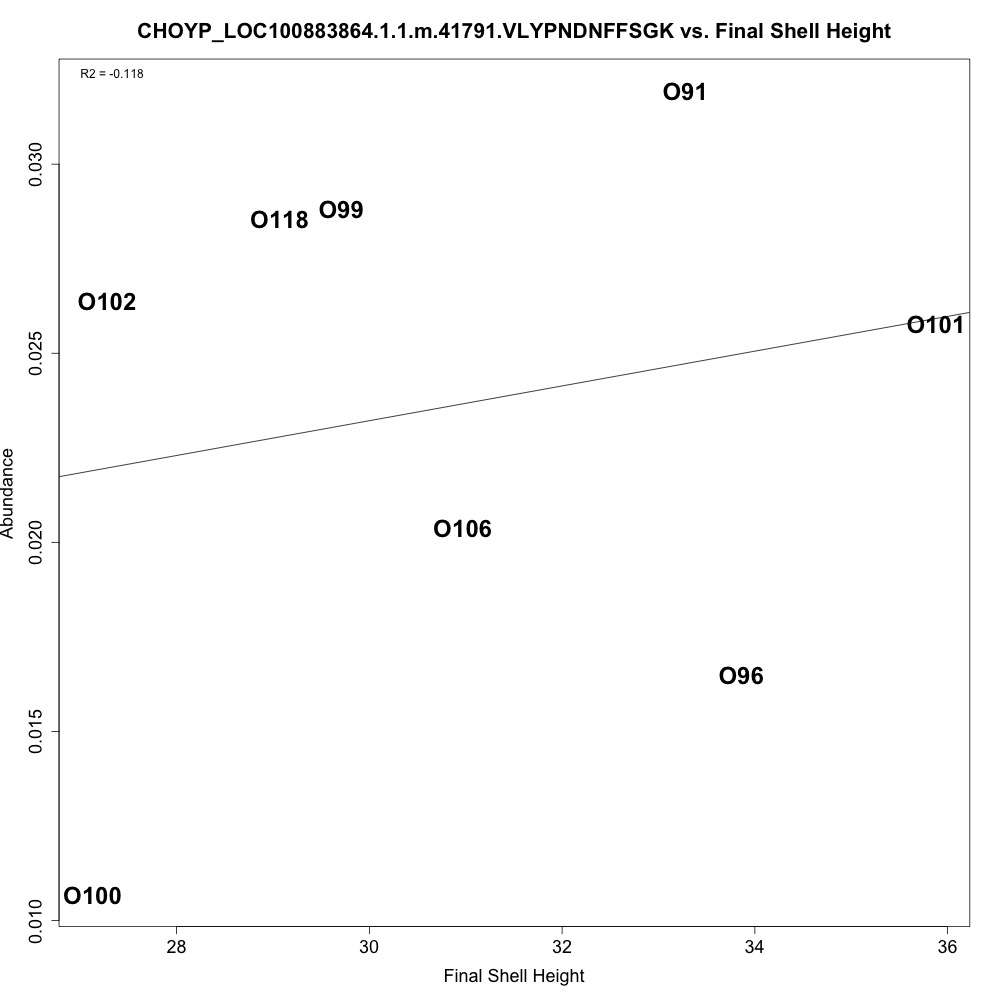 CHOYP_LOC100883864.1.1.m.41791.VLYPNDNFFSGK vs. Final Shell Height
R2 = -0.118
O91
O118 O99
O102
O101
O106
O96
O100
0.030
0.025
0.020
0.015
0.010
Abundance
28 30 32 34 36
Final Shell Height